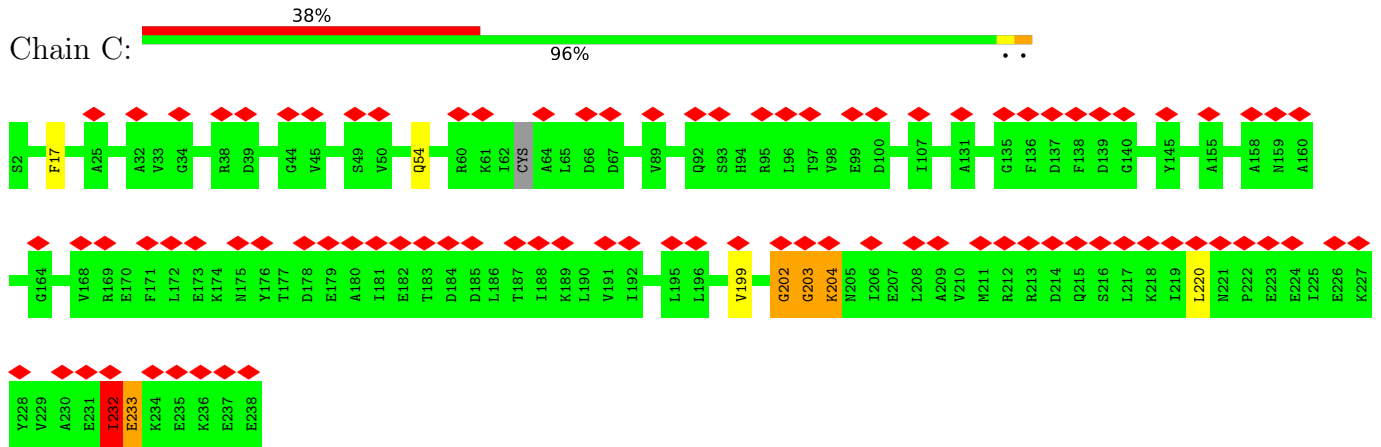 38%
Chain C:
96%
. .
S2 F17 A25 A32 V33 G34 R38 D39 G44 V45 S49 V50 Q54 R60 K61 I62 CYS A64 L65 D66 D67 V89 Q92 S93 H94 R95 L96 T97 V98 E99 D100 I107 A131 G135 F136 D137 F138 D139 G140 Y145 A155 A158 N159 A160
G164 V168 R169 E170 F171 L172 E173 K174 N175 Y176 T177 D178 E179 A180 I181 E182 T183 D184 D185 L186 T187 I188 K189 L190 V191 I192 L195 L196 V199 G202 G203 K204 N205 I206 E207 L208 A209 V210 M211 R212 R213 D214 Q215 S216 L217 K218 I219 L220 N221 P222 E223 E224 I225 E226 K227
Y228 V229 A230 E231 I232 E233 K234 E235 K236 E237 E238